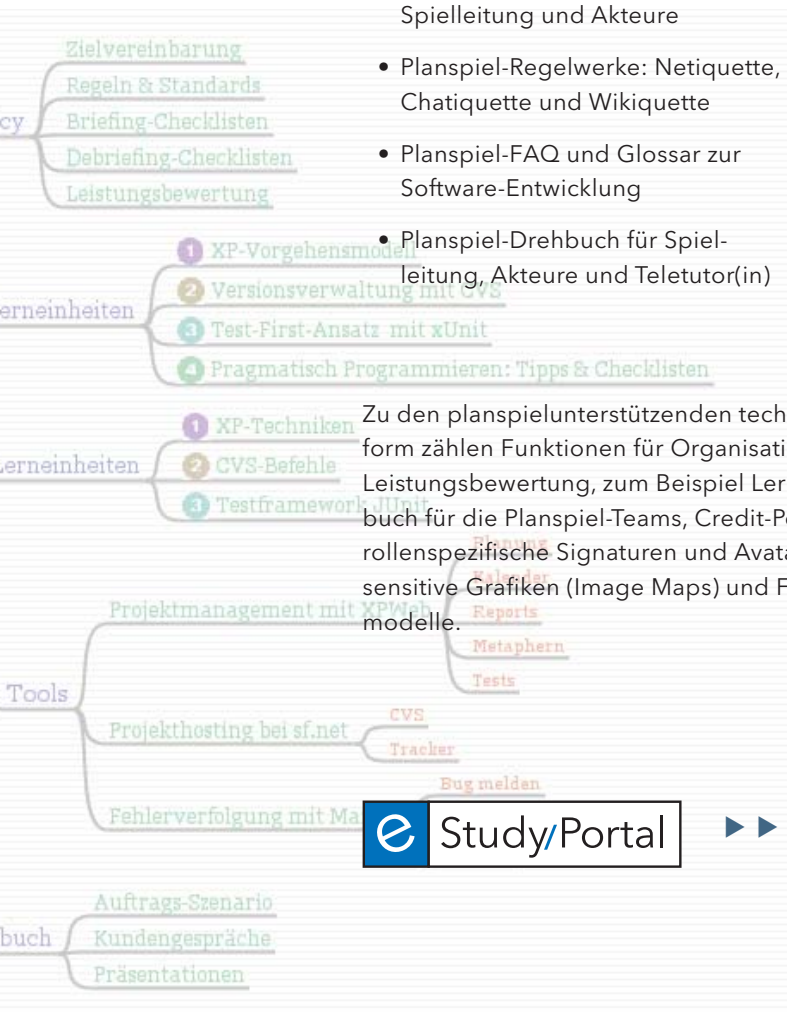 Spielleitung und Akteure
• Planspiel-Regelwerke: Netiquette,
Chatiquette und Wikiquette
• Planspiel-FAQ und Glossar zur
Software-Entwicklung
• Planspiel-Drehbuch für Spiel-
leitung, Akteure und Teletutor(in)
Zu den planspielunterstützenden tech
form zählen Funktionen für Organisati
Leistungsbewertung, zum Beispiel Ler
buch für die Planspiel-Teams, Credit-P
rollenspezifische Signaturen und Avata
sensitive Grafiken (Image Maps) und F
modelle.
e Study/Portal
cy
Zielvereinbarung
Regeln & Standards
Briefing-Checklisten
Debriefing-Checklisten
Leistungsbewertung
erneinheiten
1 XP-Vorgehensmodell
2 Versionsverwaltung mit CVS
3 Test-First-Ansatz mit xUnit
4 Pragmatisch Programmieren: Tipps & Checklisten
Lerneinheiten
1 XP-Techniken
2 CVS-Befehle
3 Testframework JUnit
Tools
Projektmanagement mit XPWeb
Planung
Kalender
Reports
Metaphern
Tests
Projekthosting bei sf.net
CVS
Tracker
Fehlerverfolgung mit Ma
Bug melden
buch
Auftrags-Szenario
Kundengespräche
Präsentationen